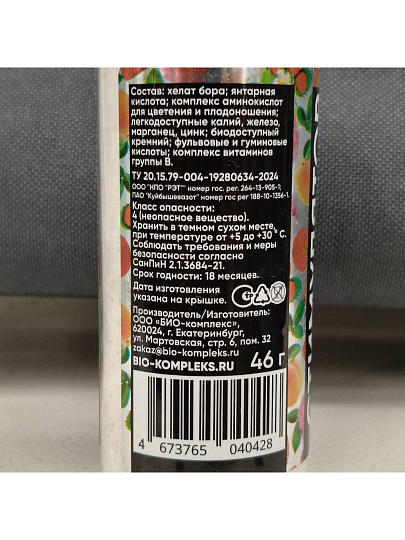 Состав: хелат бора; янтарная
кислота; комплекс аминокислот
для цветения и плодоношения;
легкодоступные калий, железо,
марганец, цинк; биодоступный
кремний; фульвовые и гуминовые
кислоты; комплекс витаминов
группы В.
ТУ 20.15.79-004-19280634-2024
ООО "НПО "РЭТ"" номер гос. рег. 264-13-905-1;
ПАО "Куйбышевазот" номер гос рег 188-10-1356-1.
Класс опасности:
4 (неопасное вещество).
Хранить в темном сухом месте,
при температуре от +5 до +30 °С.
Соблюдать требования и меры
безопасности согласно
СанПиН 2.1.3684-21.
Срок годности: 18 месяцев.
Дата изготовления
указана на крышке.
Производитель/Изготовитель:
ООО «БИО-комплекс»,
620024, г. Екатеринбург,
ул. Мартовская, стр. 6, пом. 32
zakaz@bio-kompleks.ru
BIO-KOMPLEKS.RU
46 г
4 673765 040428